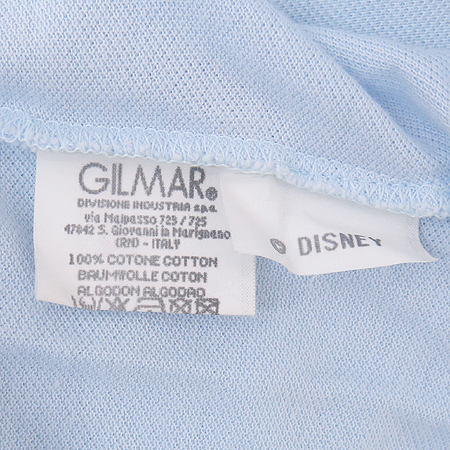 GILMAR®
DIVISIONE INDUSTRIA s.p.a.
via Malpasso 723 / 725
47842 S. Giovanni in Marignano
(RN) - ITALY
100% COTONE COTTON
BAUMWOLLE COTON
ALGODON ALGODAO
© DISNEY